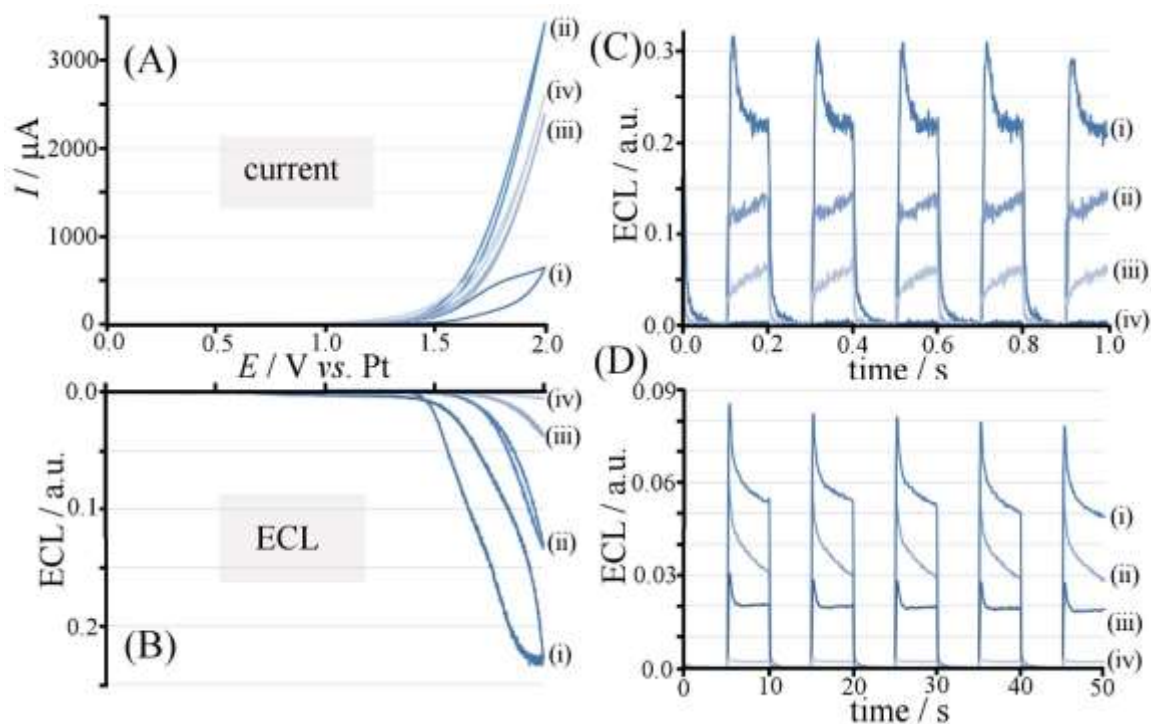 (A)
3000
2000
1000
0
I / µA
current
(ii)
(iv)
(iii)
(i)
0.0
0.5
1.0
1.5
2.0
E / V vs. Pt
0.0
0.1
0.2
ECL / a.u.
ECL
(B)
(iv)
(iii)
(ii)
(i)
(C)
0.3
0.2
0.1
0.0
ECL / a.u.
(i)
(ii)
(iii)
(iv)
0.0
0.2
0.4
0.6
0.8
1.0
time / s
(D)
0.09
0.06
0.03
0.0
ECL / a.u.
(i)
(ii)
(iii)
(iv)
0
10
20
30
40
50
time / s